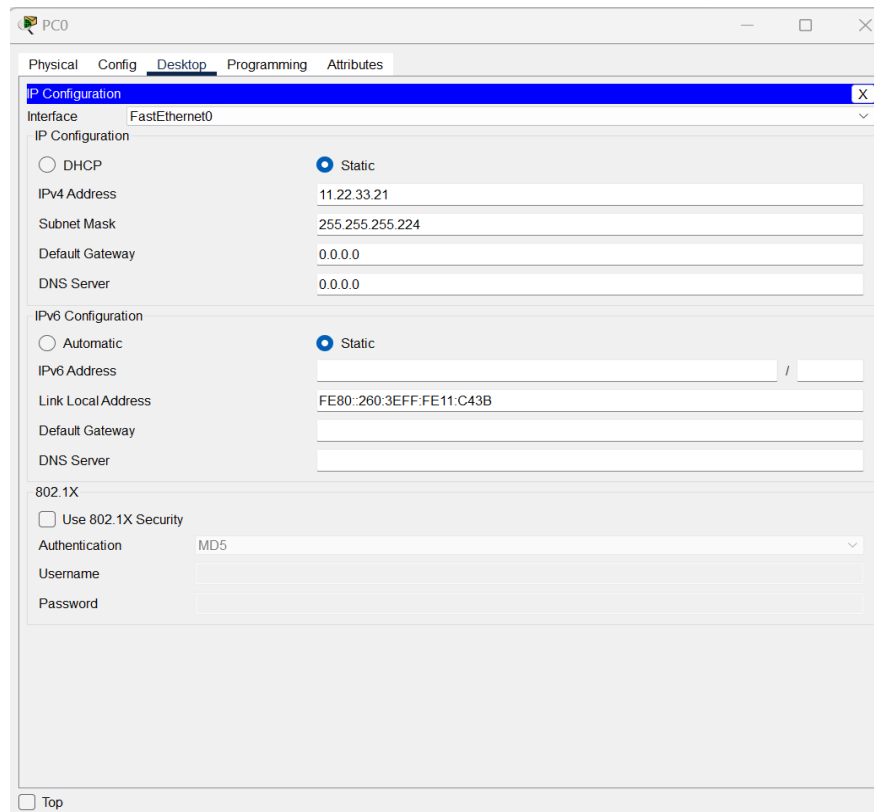 PC0
Physical Config Desktop Programming Attributes
IP Configuration X
Interface FastEthernet0
IP Configuration
DHCP Static
IPv4 Address 11.22.33.21
Subnet Mask 255.255.255.224
Default Gateway 0.0.0.0
DNS Server 0.0.0.0
IPv6 Configuration
Automatic Static
IPv6 Address /
Link Local Address FE80::260:3EFF:FE11:C43B
Default Gateway
DNS Server
802.1X
Use 802.1X Security
Authentication MD5
Username
Password
Top